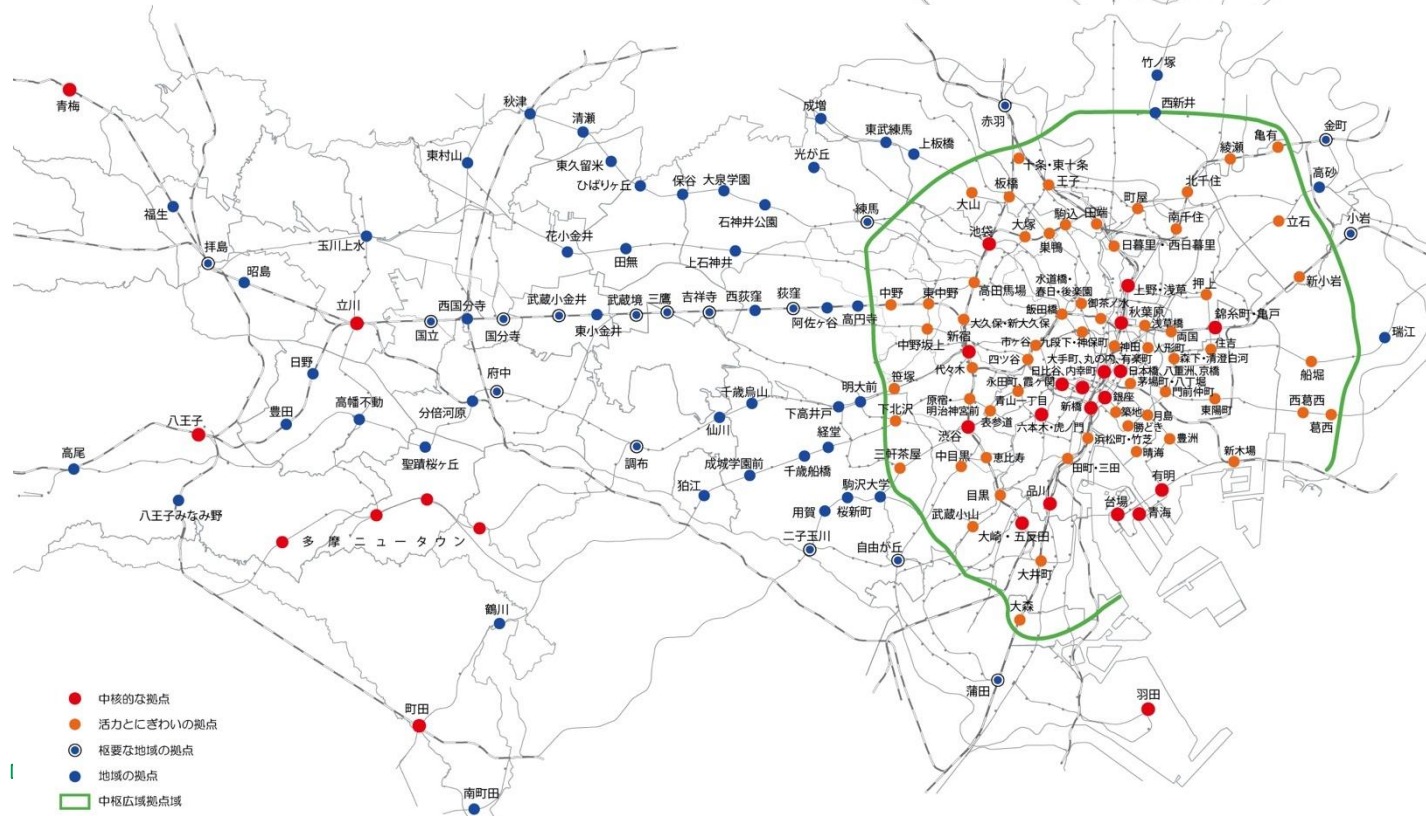 竹ノ塚
青梅
秋津
成増
西新井
赤羽
清瀬
東武練馬
金町
亀有
上板橋
綾瀬
東村山
東久留米
光が丘
十条・東十条
高砂
ひばりヶ丘
保谷
大泉学園
板橋
王子
北千住
福生
大山
町屋
石神井公園
練馬
駒込
田端
南千住
立石
小岩
拝島
玉川上水
花小金井
池袋
大塚
巣鴨
日暮里・西日暮里
田無
上石神井
昭島
水道橋・
春日・後楽園
高田馬場
上野・浅草
押上
新小岩
立川
西国分寺
武蔵小金井
武蔵境
三鷹
吉祥寺
西荻窪
荻窪
中野
東中野
御茶ノ水
飯田橋
秋葉原
錦糸町・亀戸
国立
国分寺
東小金井
阿佐ヶ谷
高円寺
大久保・新大久保
浅草橋
両国
瑞江
中野坂上
新宿
市ヶ谷
九段下・神保町
神田
人形町
住吉
四ツ谷
大手町、丸の内、有楽町
森下・清澄白河
日野
代々木
日比谷、内幸町
日本橋、八重洲、京橋
船堀
府中
笹塚
永田町、霞ヶ関
茅場町・八丁堀
千歳烏山
明大前
原宿・
明治神宮前
青山一丁目
銀座
門前仲町
豊田
高幡不動
分倍河原
下高井戸
下北沢
新橋
築地
月島
東陽町
西葛西
葛西
八王子
仙川
表参道
六本木・虎ノ門
勝どき
渋谷
浜松町・竹芝
豊洲
高尾
聖蹟桜ヶ丘
調布
経堂
三軒茶屋
中目黒
恵比寿
晴海
新木場
成城学園前
千歳船橋
田町・三田
狛江
駒沢大学
目黒
品川
有明
八王子みなみ野
用賀
桜新町
武蔵小山
台場
青海
多摩ニュータウン
二子玉川
自由が丘
大崎・五反田
大井町
鶴川
大森
蒲田
羽田
町田
南町田
中核的な拠点
活力とにぎわいの拠点
枢要な地域の拠点
地域の拠点
中枢広域拠点域